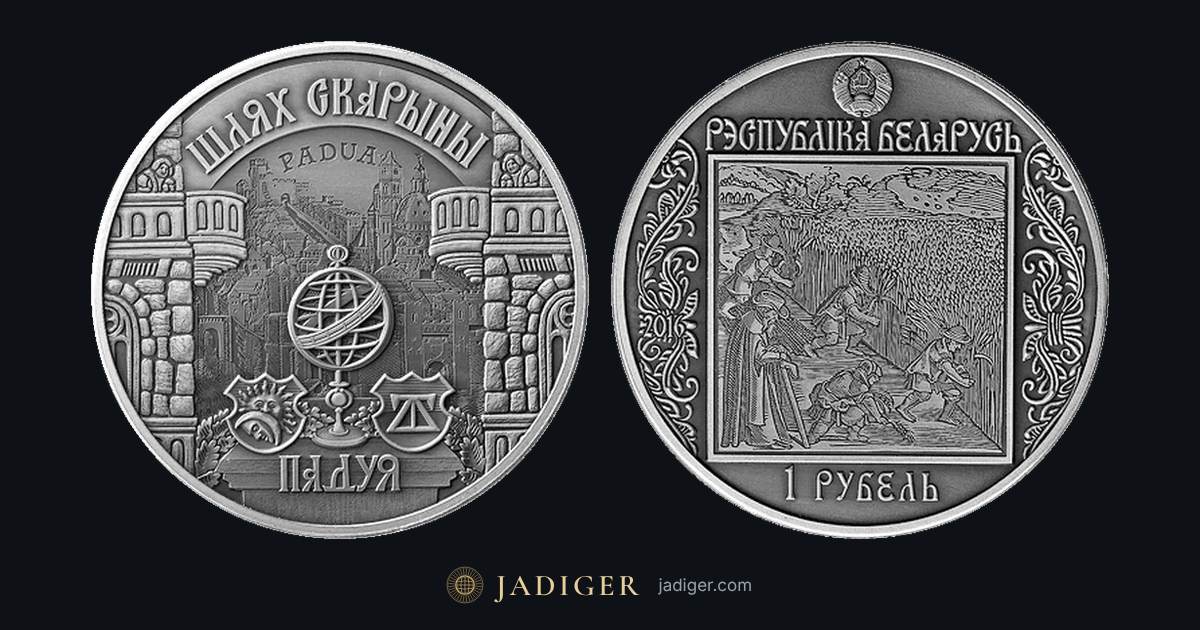 ШЛЯХ СКАРЫНЫ
PADUA
ПАДУЯ
РЭСПУБЛІКА БЕЛАРУСЬ
2016
1 РУБЕЛЬ
JADIGER jadiger.com